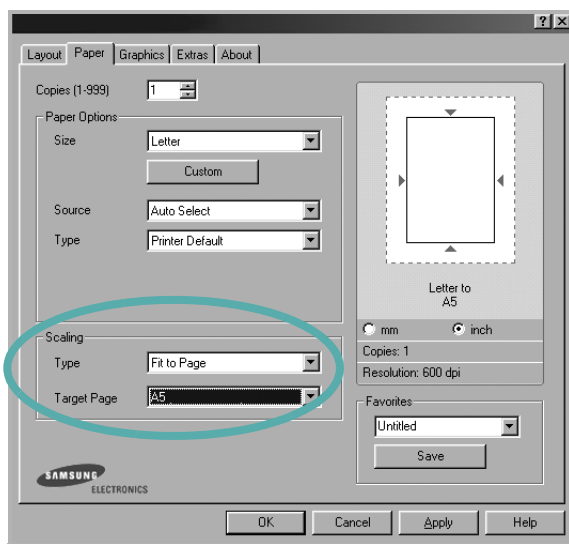 ? ×
Layout Paper Graphics Extras About
Copies (1-999) 1
Paper Options
Size Letter
Custom
Source Auto Select
Type Printer Default
Letter to
A5
mm inch
Copies: 1
Resolution: 600 dpi
Scaling
Type Fit to Page
Target Page A5
Favorites
Untitled
Save
SAMSUNG
ELECTRONICS
OK Cancel Apply Help